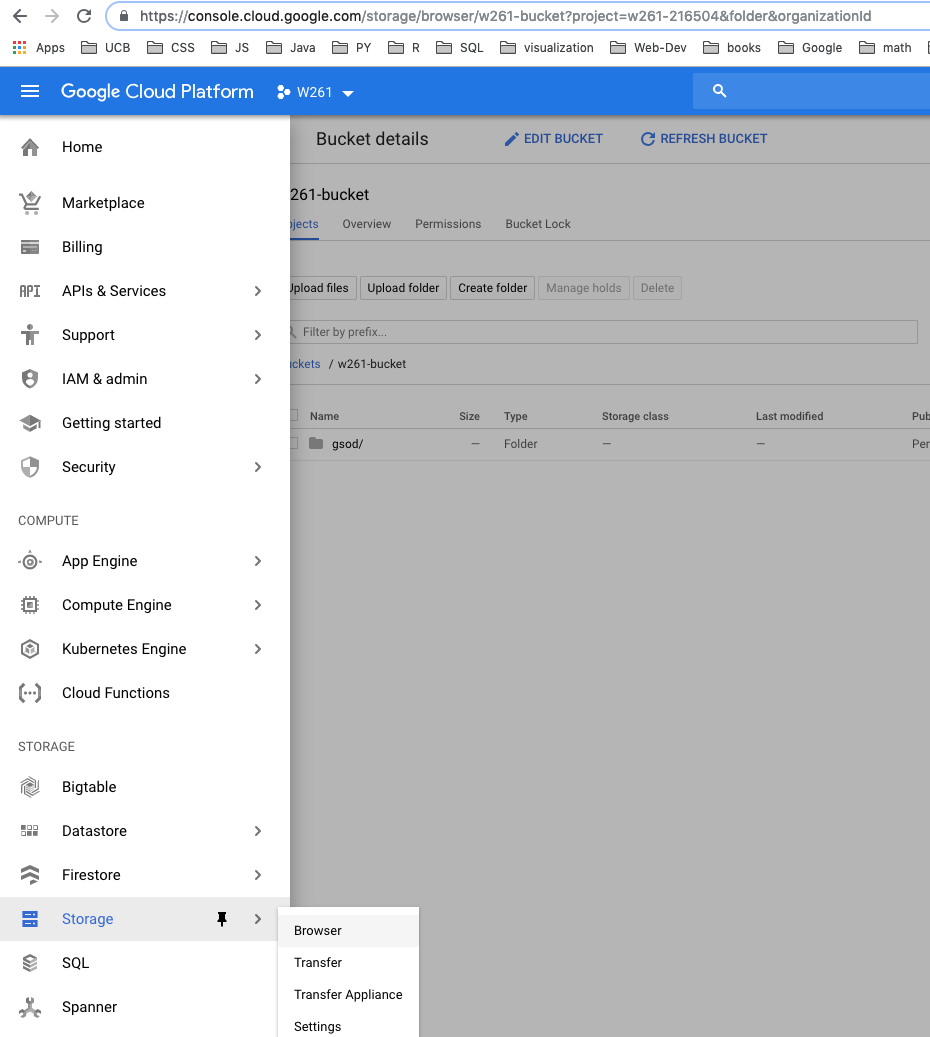 https://console.cloud.google.com/storage/browser/w261-bucket?project=w261-216504&folder&organizationId
Apps UCB CSS JS Java PY R SQL visualization Web-Dev books Google math
Google Cloud Platform W261
Bucket details EDIT BUCKET REFRESH BUCKET
261-bucket
jects Overview Permissions Bucket Lock
Upload files Upload folder Create folder Manage holds Delete
Filter by prefix...
uckets / w261-bucket
Name Size Type Storage class Last modified Pub
gsod/ — Folder — — Per
Home
Marketplace
Billing
API APIs & Services
Support
IAM & admin
Getting started
Security
COMPUTE
App Engine
Compute Engine
Kubernetes Engine
Cloud Functions
STORAGE
Bigtable
Datastore
Firestore
Storage
SQL
Spanner
Browser
Transfer
Transfer Appliance
Settings